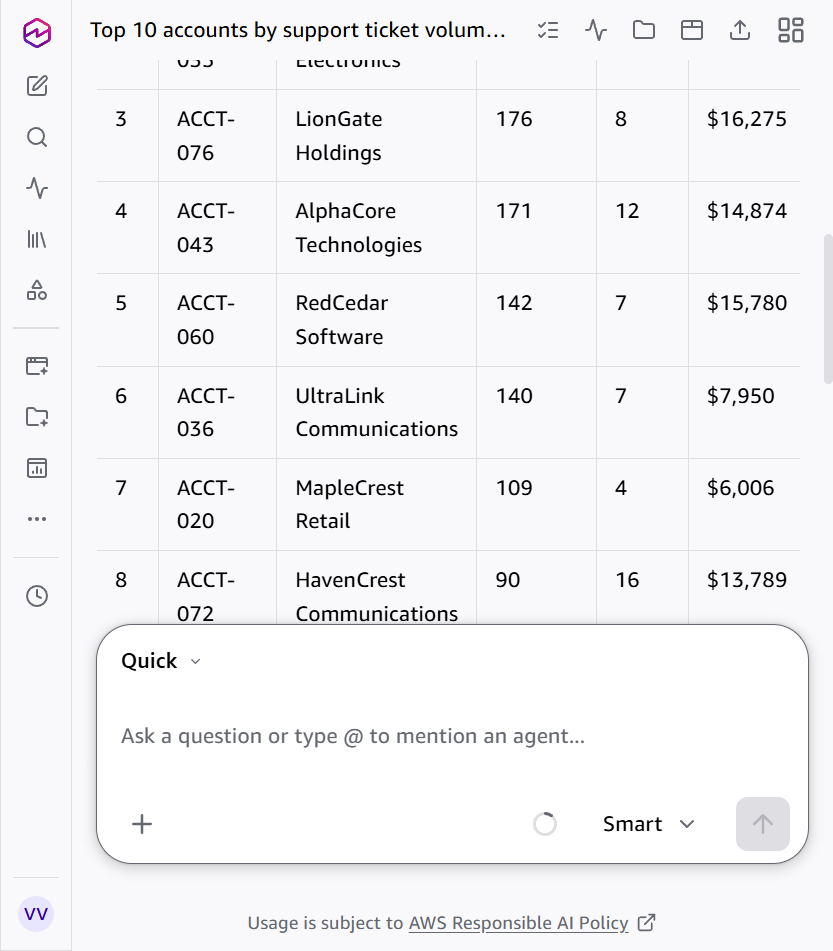 Top 10 accounts by support ticket volum...
055 Electronics
3 ACCT- LionGate 176 8 $16,275
076 Holdings
4 ACCT- AlphaCore 171 12 $14,874
043 Technologies
5 ACCT- RedCedar 142 7 $15,780
060 Software
6 ACCT- UltraLink 140 7 $7,950
036 Communications
7 ACCT- MapleCrest 109 4 $6,006
020 Retail
8 ACCT- HavenCrest 90 16 $13,789
072 Communications
Quick
Ask a question or type @ to mention an agent...
Smart
VV
Usage is subject to AWS Responsible AI Policy